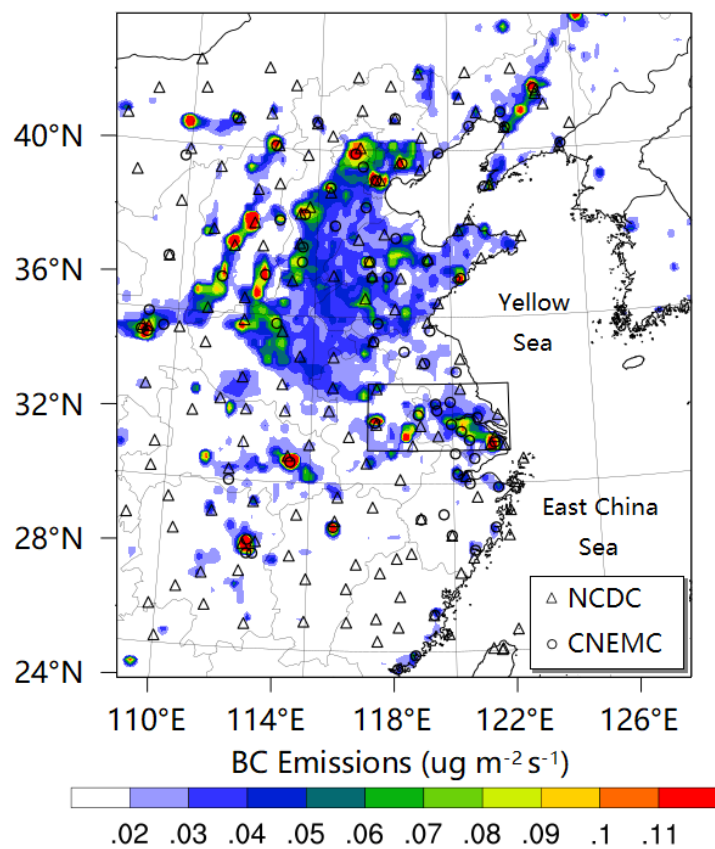 40°N
36°N
Yellow
Sea
32°N
East China
Sea
28°N
△ NCDC
○ CNEMC
24°N
110°E 114°E 118°E 122°E 126°E
BC Emissions (ug m⁻² s⁻¹)
.02 .03 .04 .05 .06 .07 .08 .09 .1 .11